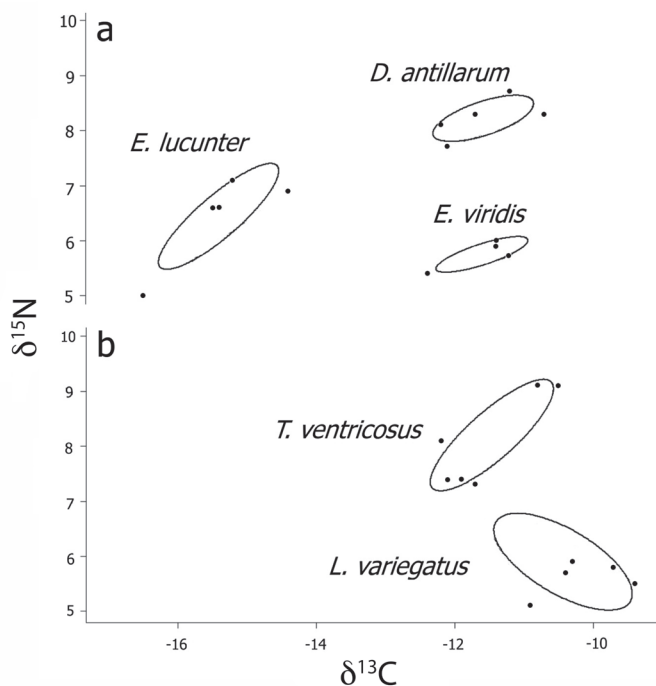 a
10
9
8
7
6
5
D. antillarum
E. lucunter
E. viridis
δ¹⁵N
b
10
9
8
7
6
5
T. ventricosus
L. variegatus
-16 -14 -12 -10
δ¹³C